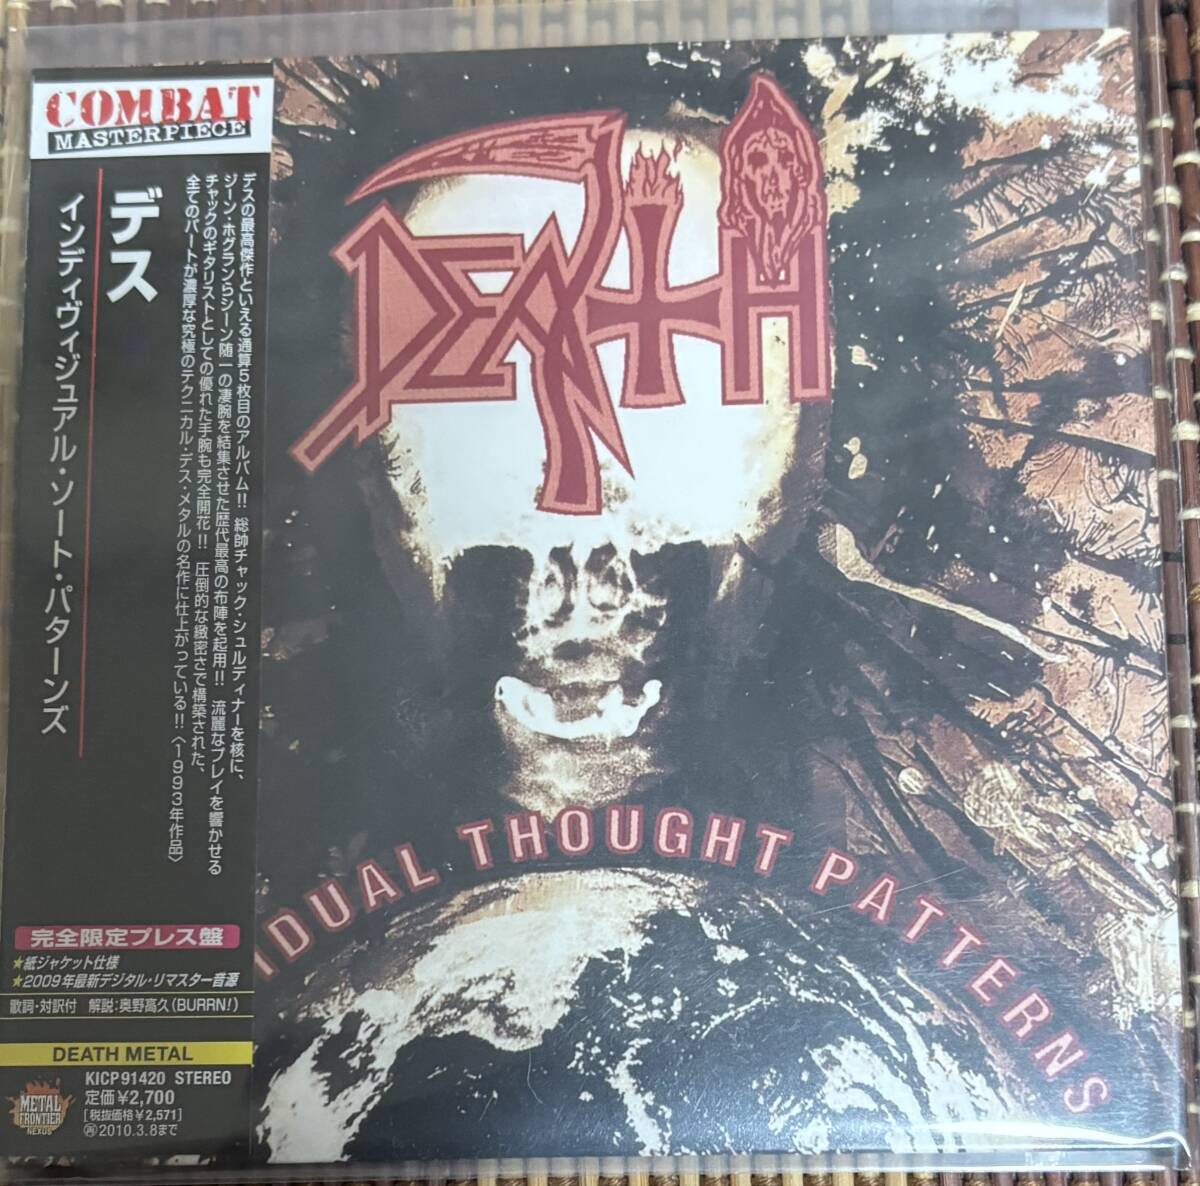 COMBAT
MASTERPIECE
デス
インディヴィジュアル・ソート・パターンズ
デスの最高傑作といえる通算5枚目のアルバム!! 総帥チャック・シュルディナーを核に、
ジーン・ホグランらシーン随一の凄腕を結集させた歴代最高の布陣を起用!! 流麗なプレイを響かせる
チャックのギタリストとしての優れた手腕も完全開花!! 圧倒的な緻密さで構築された、
全てのパートが濃厚な究極のテクニカル・デス・メタルの名作に仕上がっている!!〈1993年作品〉
完全限定プレス盤
★紙ジャケット仕様
★2009年最新デジタル・リマスター音源
歌詞・対訳付 解説:奥野高久(BURRN!)
DEATH METAL
METAL
FRONTIER
NEXUS
KICP 91420 STEREO
定価¥2,700
[税抜価格¥2,571]
㊢2010.3.8まで
DEATH
IDUAL THOUGHT PATTERNS